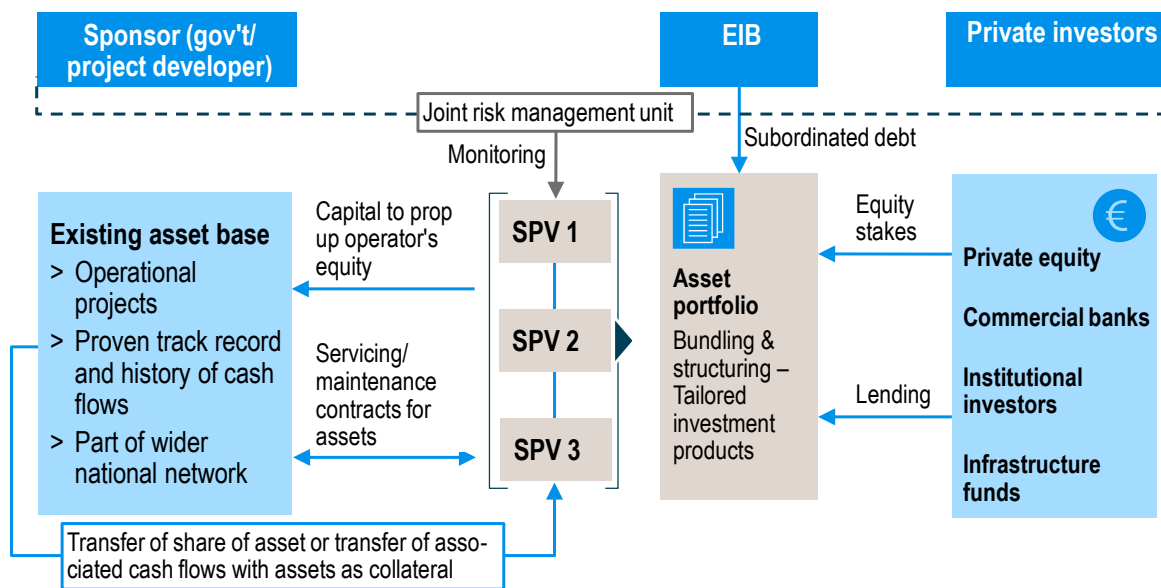 Sponsor (gov't/
project developer)
EIB
Private investors
Joint risk management unit
Monitoring
Subordinated debt
Existing asset base
> Operational
projects
> Proven track record
and history of cash
flows
> Part of wider
national network
Capital to prop
up operator's
equity
Servicing/
maintenance
contracts for
assets
SPV 1
SPV 2
SPV 3
Asset
portfolio
Bundling &
structuring –
Tailored
investment
products
Equity
stakes
Lending
€
Private equity
Commercial banks
Institutional
investors
Infrastructure
funds
Transfer of share of asset or transfer of asso-
ciated cash flows with assets as collateral